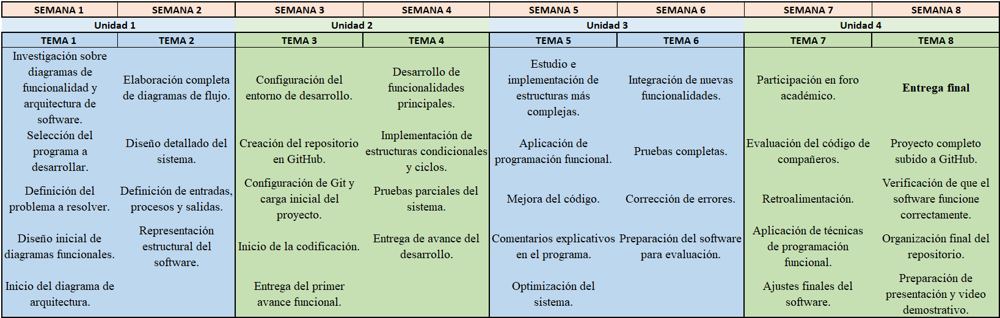 SEMANA 1 SEMANA 2 SEMANA 3 SEMANA 4 SEMANA 5 SEMANA 6 SEMANA 7 SEMANA 8
Unidad 1 Unidad 2 Unidad 3 Unidad 4
TEMA 1 TEMA 2 TEMA 3 TEMA 4 TEMA 5 TEMA 6 TEMA 7 TEMA 8
Investigación sobre
diagramas de
funcionalidad y
arquitectura de
software.
Elaboración completa
de diagramas de flujo.
Configuración del
entorno de desarrollo.
Desarrollo de
funcionalidades
principales.
Estudio e
implementación de
estructuras más
complejas.
Integración de nuevas
funcionalidades.
Participación en foro
académico.
Entrega final
Selección del
programa a
desarrollar.
Diseño detallado del
sistema.
Creación del repositorio
en GitHub.
Implementación de
estructuras condicionales
y ciclos.
Aplicación de
programación funcional.
Pruebas completas.
Evaluación del código de
compañeros.
Proyecto completo
subido a GitHub.
Definición del
problema a resolver.
Definición de entradas,
procesos y salidas.
Configuración de Git y
carga inicial del
proyecto.
Pruebas parciales del
sistema.
Mejora del código.
Corrección de errores.
Retroalimentación.
Verificación de que el
software funcione
correctamente.
Diseño inicial de
diagramas funcionales.
Representación
estructural del
software.
Inicio de la codificación.
Entrega de avance del
desarrollo.
Comentarios explicativos
en el programa.
Preparación del software
para evaluación.
Aplicación de técnicas
de programación
funcional.
Organización final del
repositorio.
Inicio del diagrama de
arquitectura.
Entrega del primer
avance funcional.
Optimización del
sistema.
Ajustes finales del
software.
Preparación de
presentación y video
demostrativo.